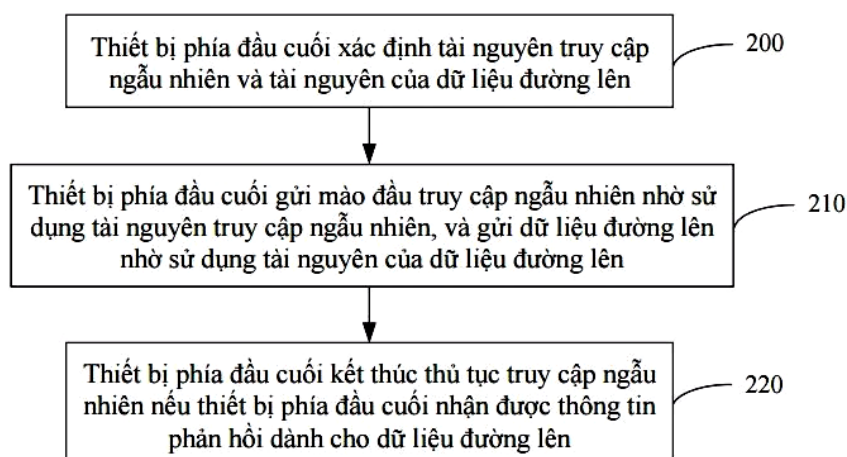 Thiết bị phía đầu cuối xác định tài nguyên truy cập
ngẫu nhiên và tài nguyên của dữ liệu đường lên
200
Thiết bị phía đầu cuối gửi mào đầu truy cập ngẫu nhiên nhờ sử
dụng tài nguyên truy cập ngẫu nhiên, và gửi dữ liệu đường lên
nhờ sử dụng tài nguyên của dữ liệu đường lên
210
Thiết bị phía đầu cuối kết thúc thủ tục truy cập ngẫu
nhiên nếu thiết bị phía đầu cuối nhận được thông tin
phản hồi dành cho dữ liệu đường lên
220